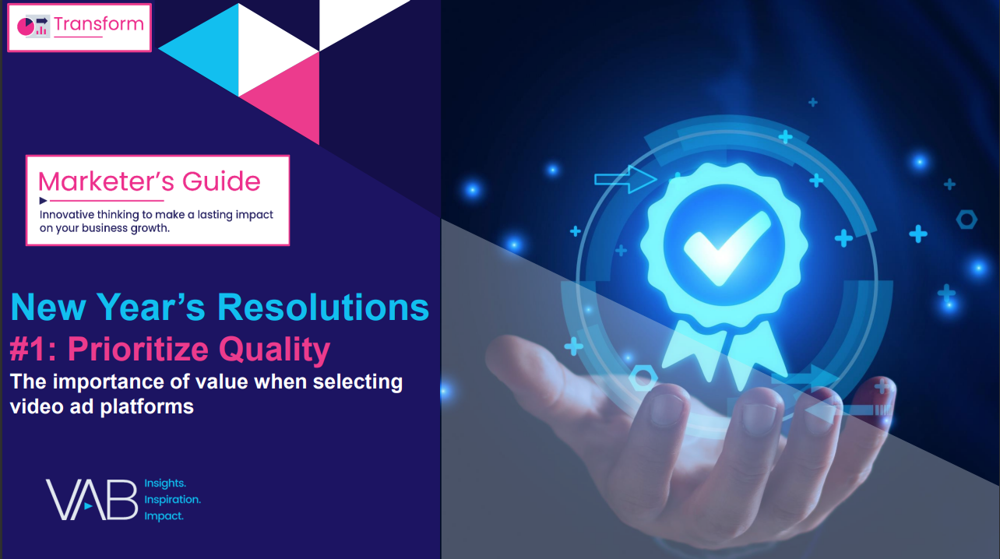 Transform
Marketer’s Guide
Innovative thinking to make a lasting impact
on your business growth.
New Year’s Resolutions
#1: Prioritize Quality
The importance of value when selecting
video ad platforms
VAB
Insights.
Inspiration.
Impact.